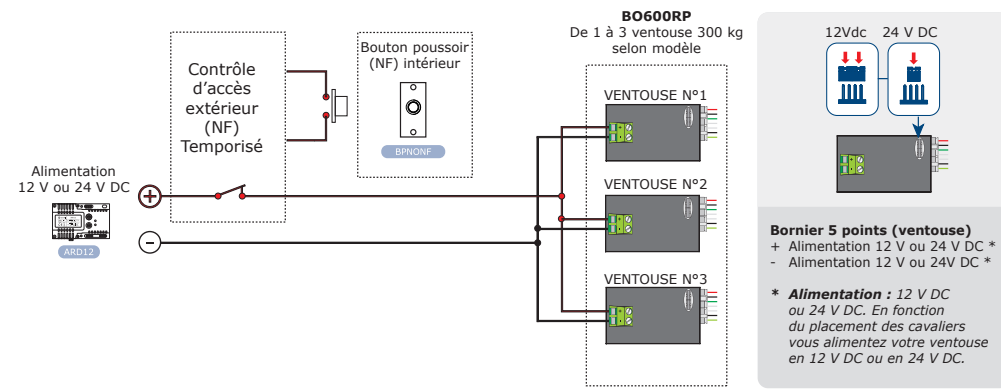 BO600RP
De 1 à 3 ventouse 300 kg
selon modèle
Contrôle
d’accès
extérieur
(NF)
Temporisé
Bouton poussoir
(NF) intérieur
BPNONF
Alimentation
12 V ou 24 V DC
ARD12
+
-
VENTOUSE N°1
VENTOUSE N°2
VENTOUSE N°3
12Vdc 24 V DC
Bornier 5 points (ventouse)
+ Alimentation 12 V ou 24 V DC *
- Alimentation 12 V ou 24V DC *
* Alimentation : 12 V DC
ou 24 V DC. En fonction
du placement des cavaliers
vous alimentez votre ventouse
en 12 V DC ou en 24 V DC.